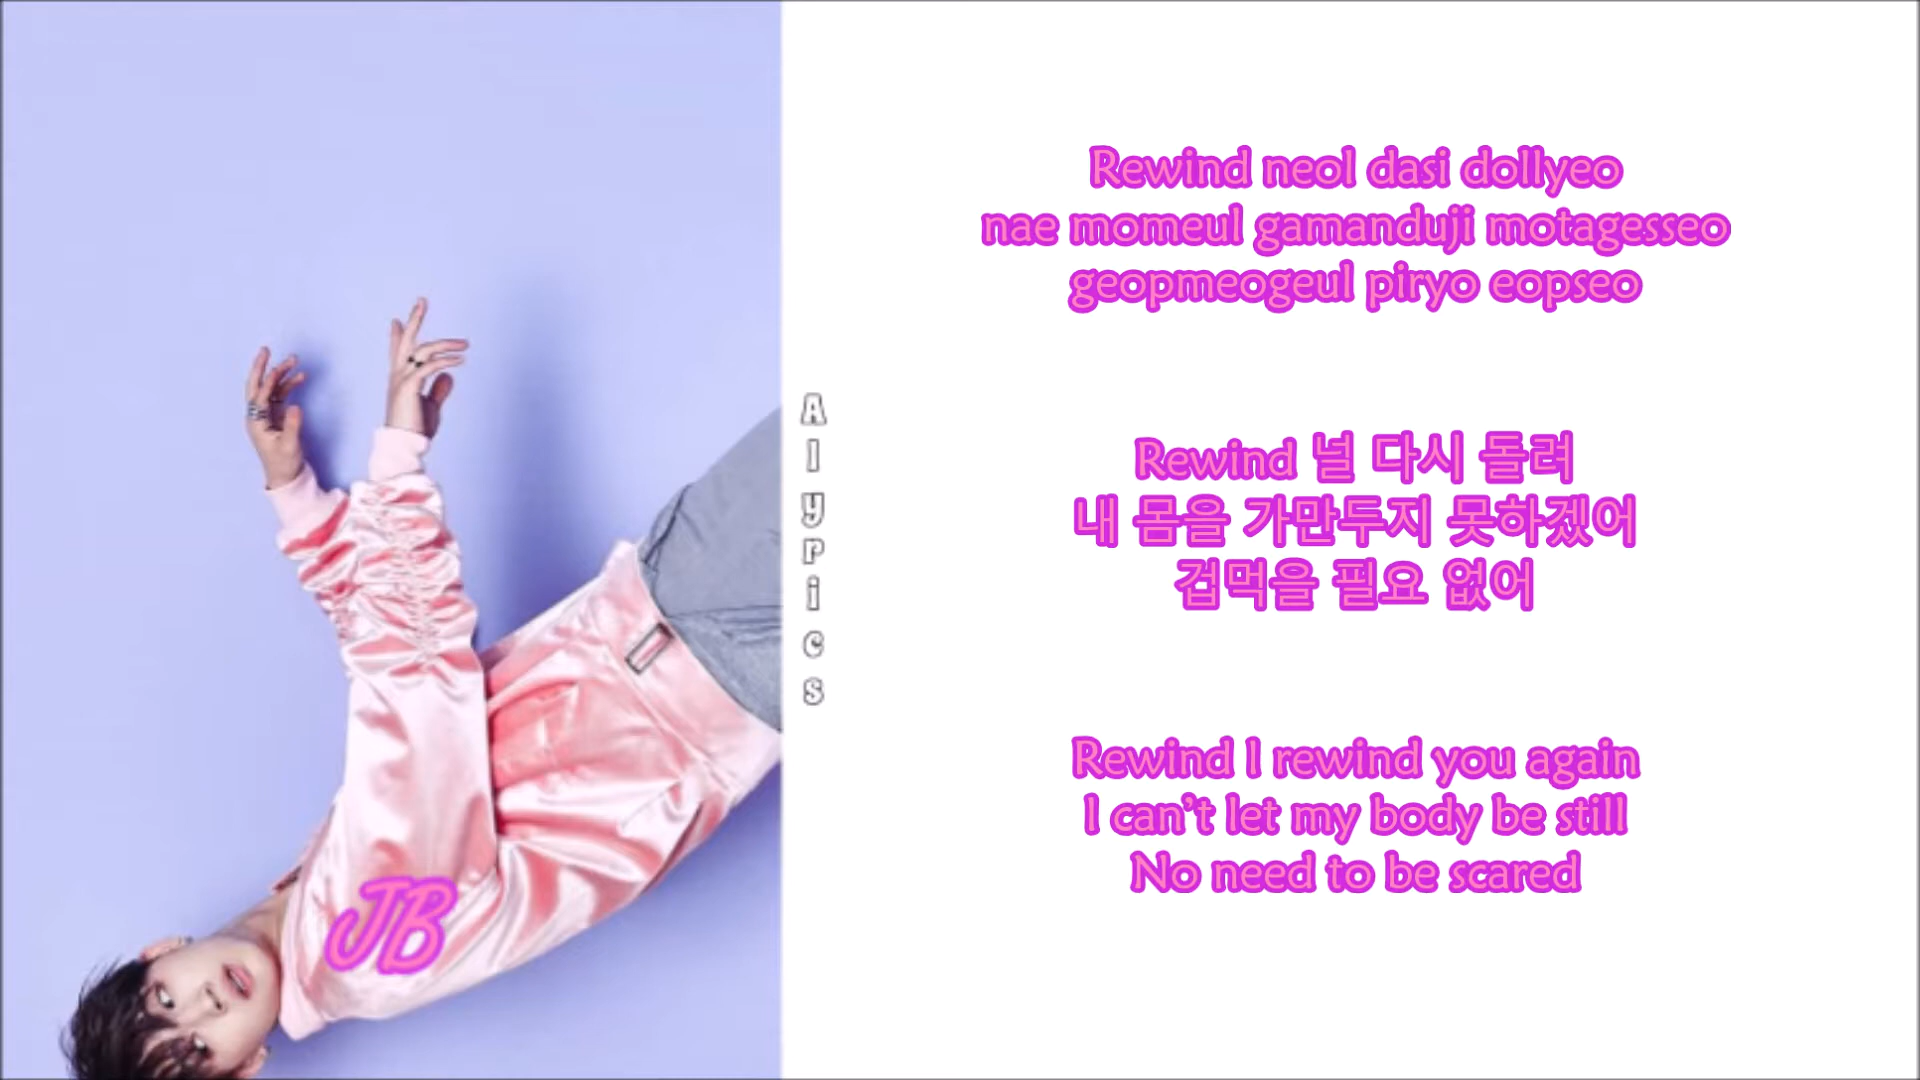 JB
Alyrics
Rewind neol dasi dollyeo
nae momeul gamanduji motagesseo
geopmeogeul piryo eopseo
Rewind 널 다시 돌려
내 몸을 가만두지 못하겠어
겁먹을 필요 없어
Rewind I rewind you again
I can't let my body be still
No need to be scared